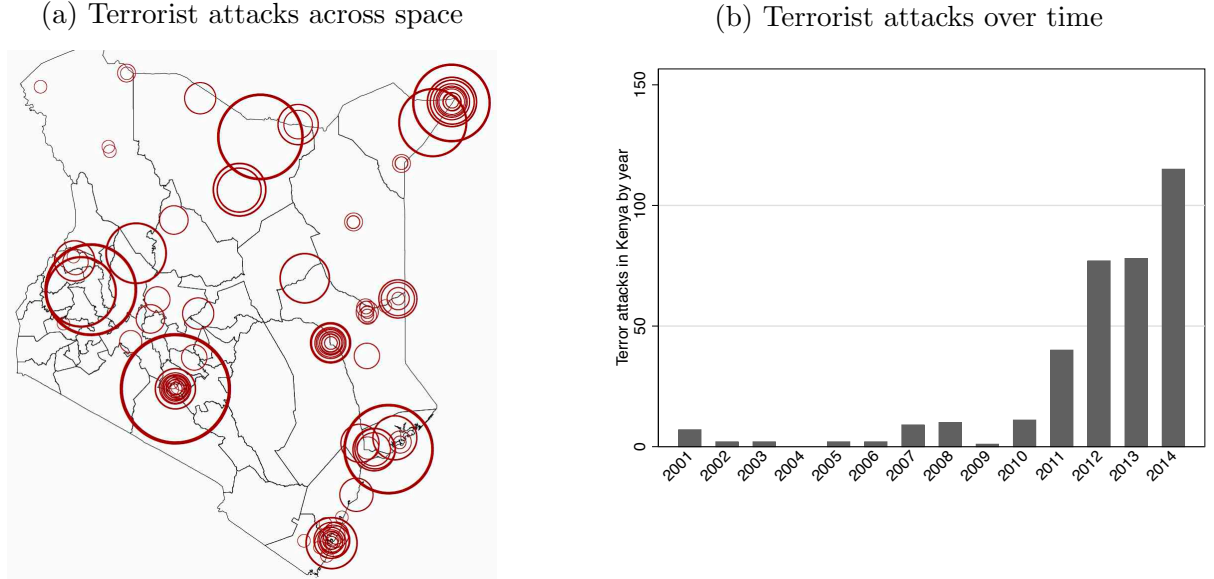 (a) Terrorist attacks across space
(b) Terrorist attacks over time
Terror attacks in Kenya by year
150
100
50
0
2001 2002 2003 2004 2005 2006 2007 2008 2009 2010 2011 2012 2013 2014